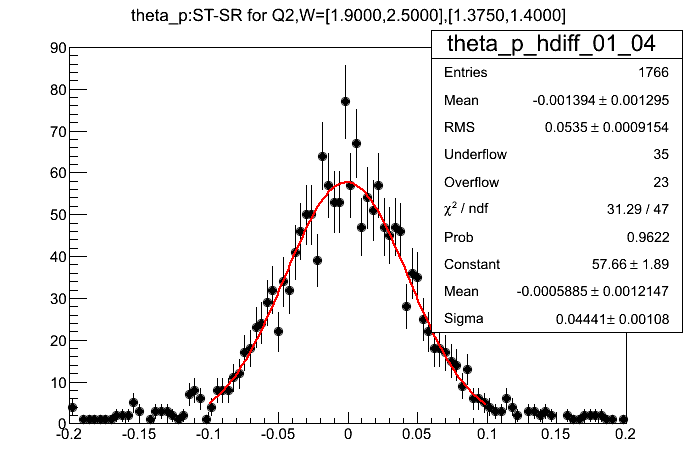 theta_p:ST-SR for Q2,W=[1.9000,2.5000],[1.3750,1.4000]
theta_p_hdiff_01_04
Entries 1766
Mean -0.001394 ± 0.001295
RMS 0.0535 ± 0.0009154
Underflow 35
Overflow 23
χ² / ndf 31.29 / 47
Prob 0.9622
Constant 57.66 ± 1.89
Mean -0.0005885 ± 0.0012147
Sigma 0.04441 ± 0.00108
90
80
70
60
50
40
30
20
10
0
-0.2 -0.15 -0.1 -0.05 0 0.05 0.1 0.15 0.2